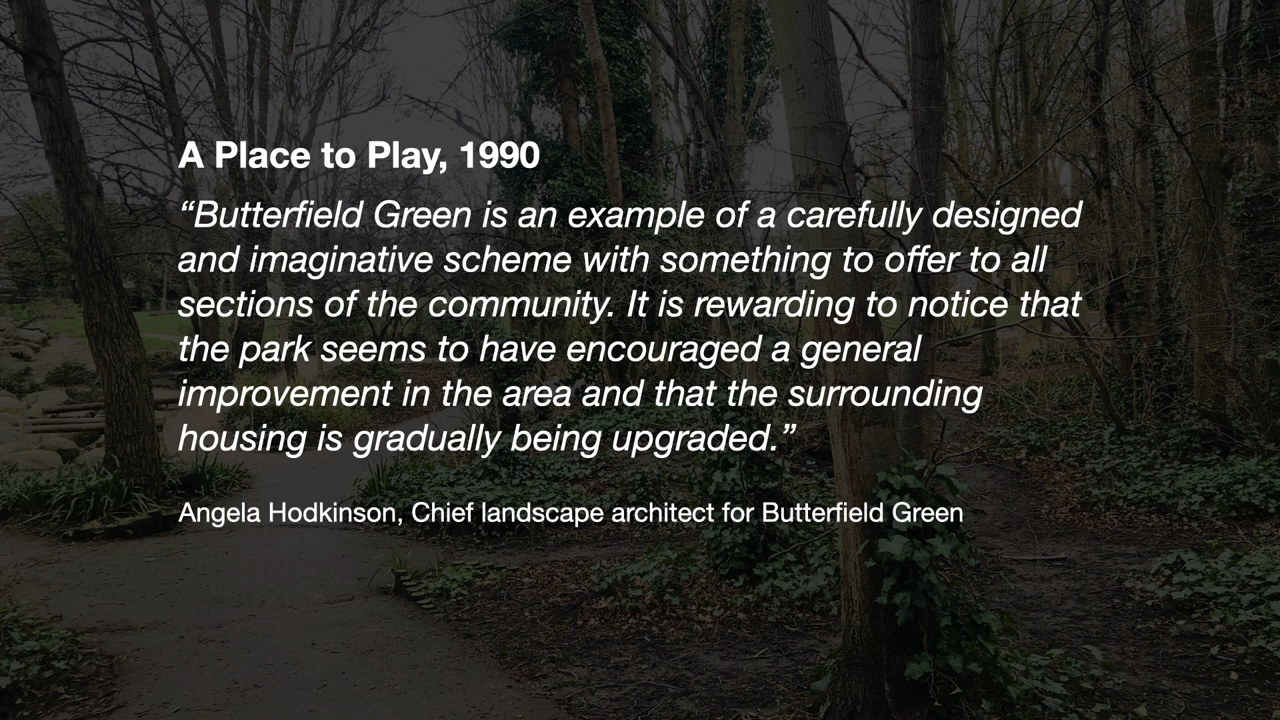 A Place to Play, 1990
“Butterfield Green is an example of a carefully designed
and imaginative scheme with something to offer to all
sections of the community. It is rewarding to notice that
the park seems to have encouraged a general
improvement in the area and that the surrounding
housing is gradually being upgraded.”
Angela Hodkinson, Chief landscape architect for Butterfield Green